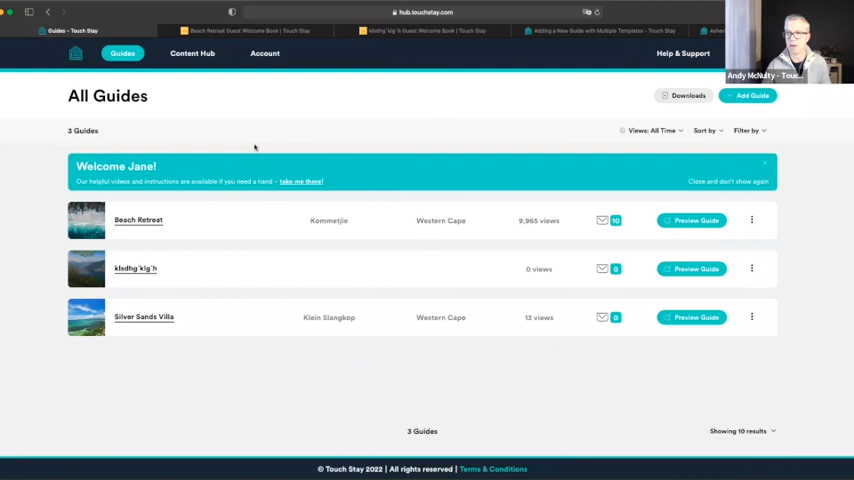 hub.touchstay.com
Guides - Touch Stay
Beach Retreat Guest Welcome Book | Touch Stay
klsdhg¨klg¨h Guest Welcome Book | Touch Stay
Adding a New Guide with Multiple Templates - Touch Stay
Guides
Content Hub
Account
Help & Support
Andy McNulty - Touc...
All Guides
Downloads
Add Guide
3 Guides
Views: All Time
Sort by
Filter by
Welcome Jane!
Our helpful videos and instructions are available if you need a hand – take me there!
Close and don't show again
Beach Retreat
Kommetjie
Western Cape
9,965 views
10
Preview Guide
klsdhg¨klg¨h
0 views
0
Preview Guide
Silver Sands Villa
Klein Slangkop
Western Cape
13 views
0
Preview Guide
3 Guides
Showing 10 results
© Touch Stay 2022 | All rights reserved | Terms & Conditions